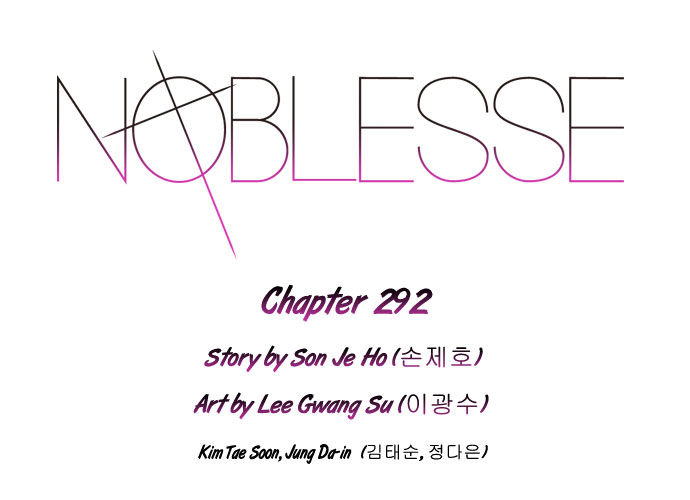 NOBLESSE
Chapter 292
Story by Son Je Ho (손제호)
Art by Lee Gwang Su (이광수)
Kim Tae Soon, Jung Da-in (김태순, 정다은)